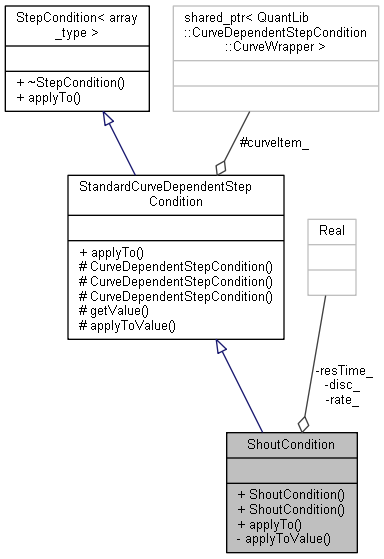 StepCondition< array
_type >
+ ~StepCondition()
+ applyTo()
shared_ptr< QuantLib
::CurveDependentStepCondition
::CurveWrapper >
#curveItem_
StandardCurveDependentStep
Condition
+ applyTo()
# CurveDependentStepCondition()
# CurveDependentStepCondition()
# CurveDependentStepCondition()
# getValue()
# applyToValue()
Real
-resTime_
-disc_
-rate_
ShoutCondition
+ ShoutCondition()
+ ShoutCondition()
+ applyTo()
- applyToValue()